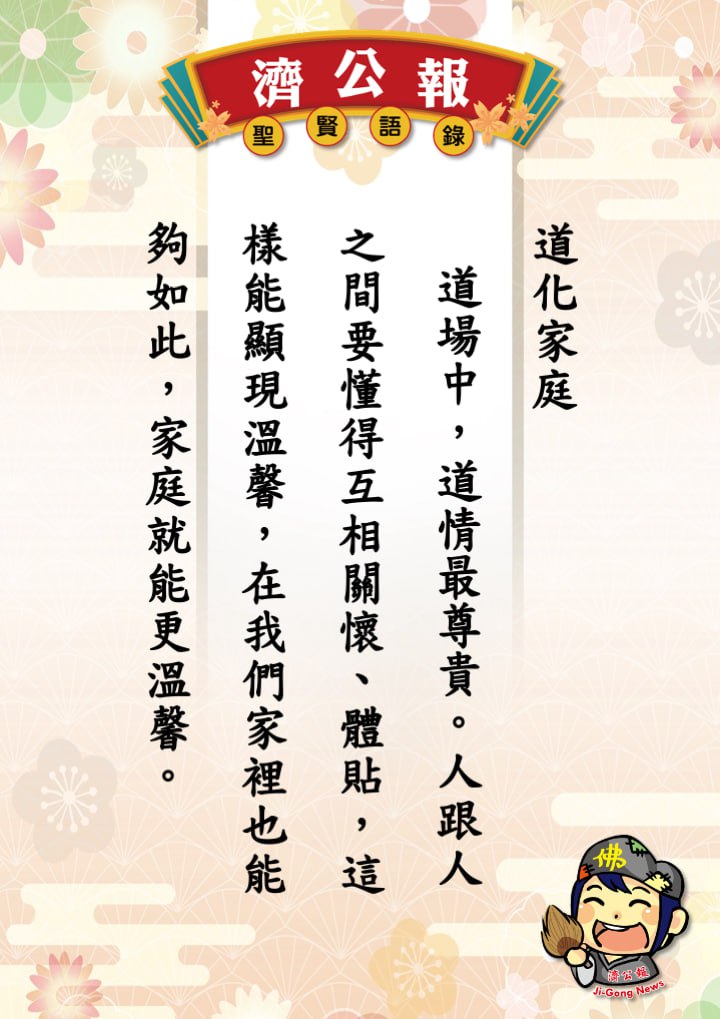 濟公報
聖賢語錄
道化家庭
道場中，道情最尊貴。人跟人
之間要懂得互相關懷、體貼，這
樣能顯現溫馨，在我們家裡也能
夠如此，家庭就能更溫馨。
佛
濟公報
Ji-Gong News